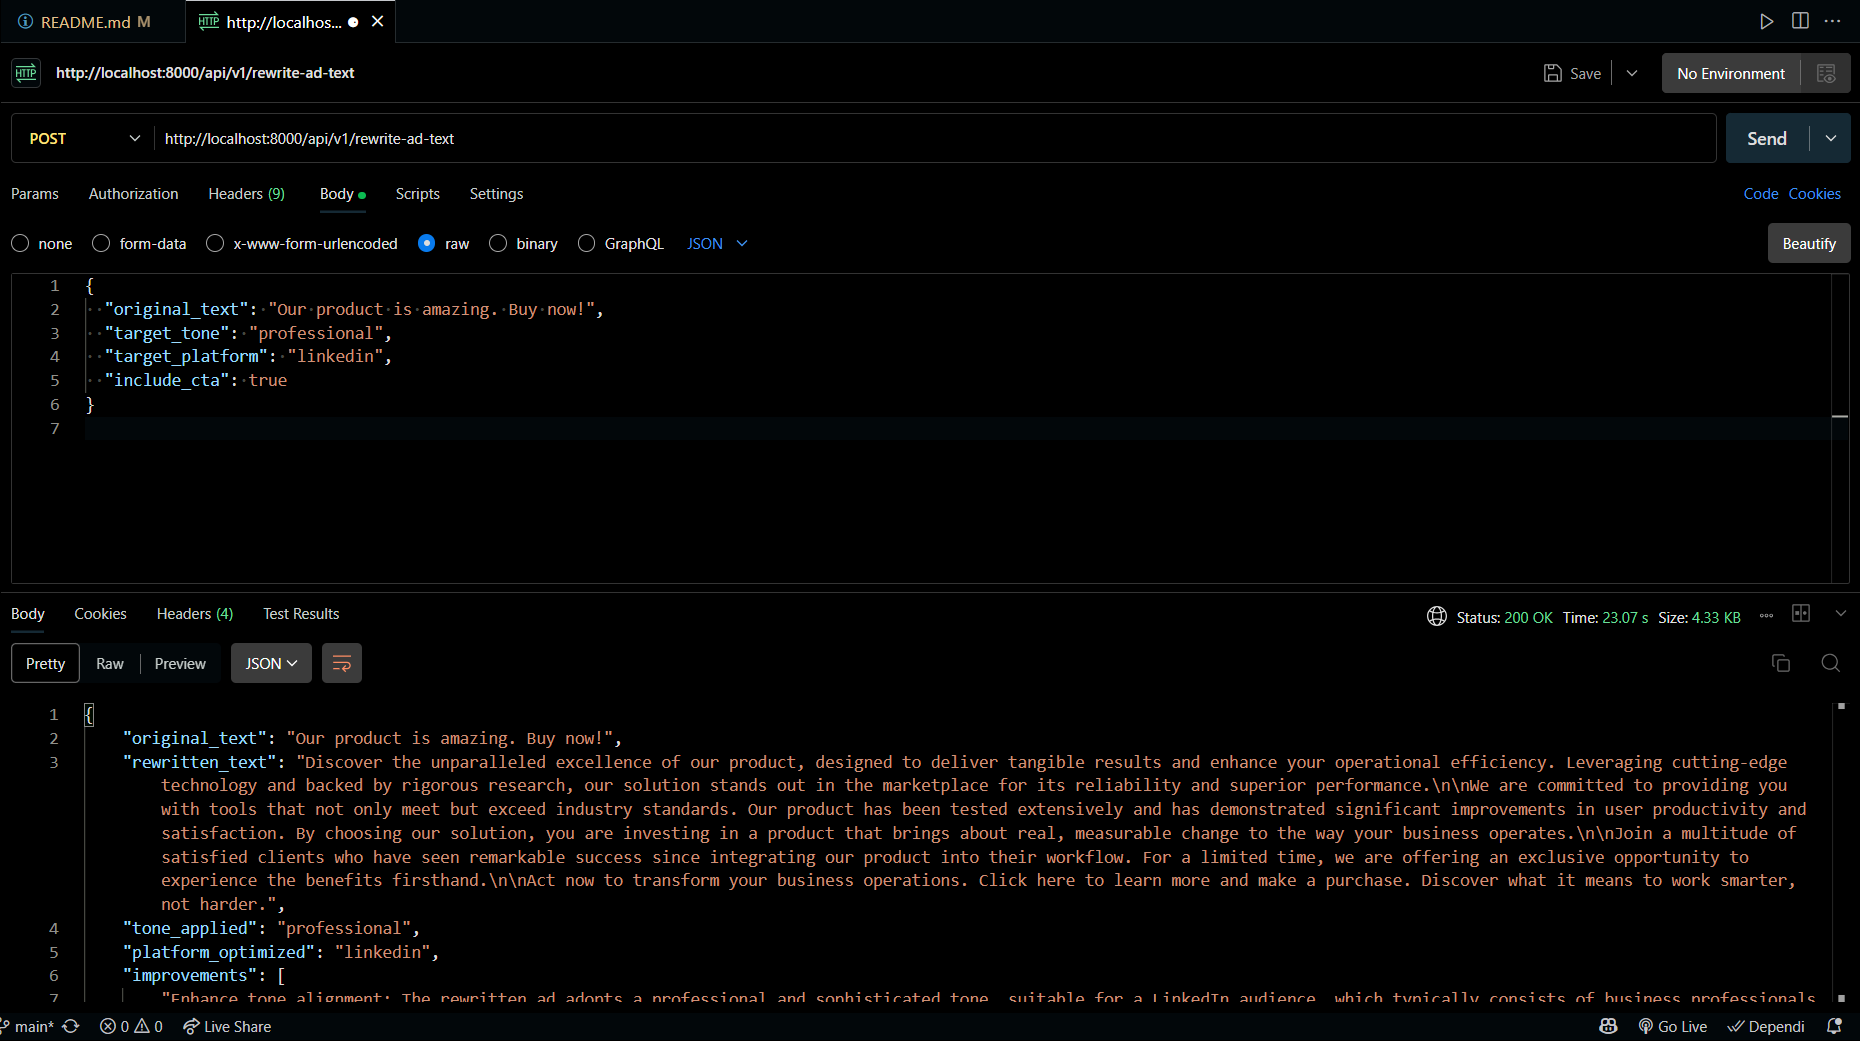 README.md M http://localhos... 
http://localhost:8000/api/v1/rewrite-ad-text Save No Environment
POST http://localhost:8000/api/v1/rewrite-ad-text Send
Params Authorization Headers (9) Body Scripts Settings Code Cookies
none form-data x-www-form-urlencoded raw binary GraphQL JSON Beautify
1 {
2 "original_text": "Our product is amazing. Buy now!",
3 "target_tone": "professional",
4 "target_platform": "linkedin",
5 "include_cta": true
6 }
7
Body Cookies Headers (4) Test Results Status: 200 OK Time: 23.07 s Size: 4.33 KB
Pretty Raw Preview JSON
1 {
2 "original_text": "Our product is amazing. Buy now!",
3 "rewritten_text": "Discover the unparalleled excellence of our product, designed to deliver tangible results and enhance your operational efficiency. Leveraging cutting-edge
technology and backed by rigorous research, our solution stands out in the marketplace for its reliability and superior performance.\n\nWe are committed to providing you
with tools that not only meet but exceed industry standards. Our product has been tested extensively and has demonstrated significant improvements in user productivity and
satisfaction. By choosing our solution, you are investing in a product that brings about real, measurable change to the way your business operates.\n\nJoin a multitude of
satisfied clients who have seen remarkable success since integrating our product into their workflow. For a limited time, we are offering an exclusive opportunity to
experience the benefits firsthand.\n\nAct now to transform your business operations. Click here to learn more and make a purchase. Discover what it means to work smarter,
not harder.",
4 "tone_applied": "professional",
5 "platform_optimized": "linkedin",
6 "improvements": [
7 "Enhance tone alignment: The rewritten ad adopts a professional and sophisticated tone, suitable for a LinkedIn audience, which typically consists of business professionals
main* 0 0 Live Share Go Live Dependi